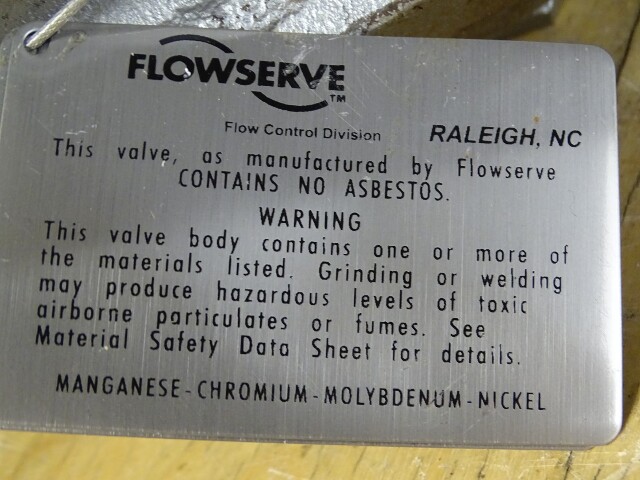 FLOWSERVE
TM
Flow Control Division RALEIGH, NC
This valve, as manufactured by Flowserve
CONTAINS NO ASBESTOS.
WARNING
This valve body contains one or more of
the materials listed. Grinding or welding
may produce hazardous levels of toxic
airborne particulates or fumes. See
Material Safety Data Sheet for details.
MANGANESE-CHROMIUM-MOLYBDENUM-NICKEL